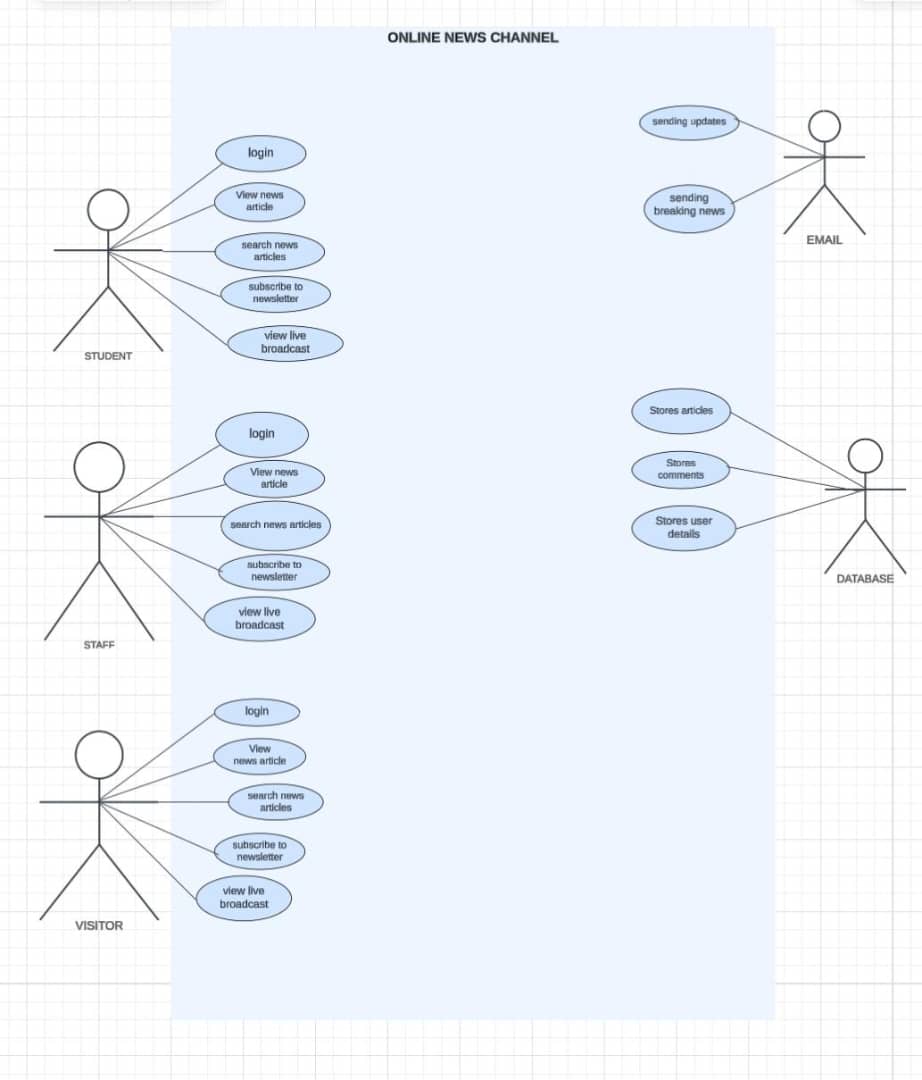 ONLINE NEWS CHANNEL
login
View news
article
search news
articles
subscribe to
newsletter
view live
broadcast
STUDENT
sending updates
sending
breaking news
EMAIL
login
View news
article
search news articles
subscribe to
newsletter
view live
broadcast
STAFF
Stores articles
Stores
comments
Stores user
details
DATABASE
login
View
news article
search news
articles
subscribe to
newsletter
view live
broadcast
VISITOR